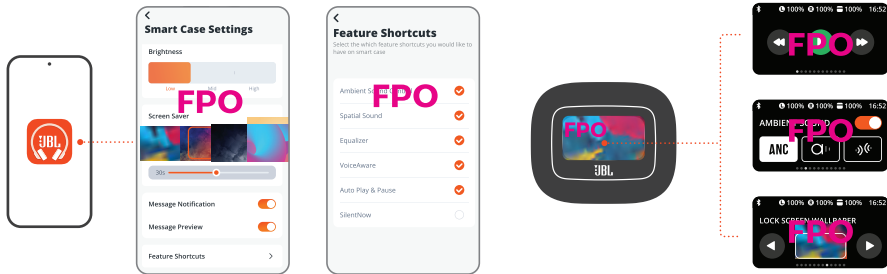 JBL
Smart Case Settings
Brightness
Low
Mid
High
FPO
Screen Saver
30s
Message Notification
Message Preview
Feature Shortcuts
Feature Shortcuts
Select the which feature shortcuts you would like to
have on smart case
Ambient Sound
FPO
Spatial Sound
Equalizer
VoiceAware
Auto Play & Pause
SilentNow
FPO
JBL
L 100% R 100% 100% 16:52
FPO
L 100% R 100% 100% 16:52
AMBIENT SOUND
FPO
ANC
L 100% R 100% 100% 16:52
LOCK SCREEN WALLPAPER
FPO